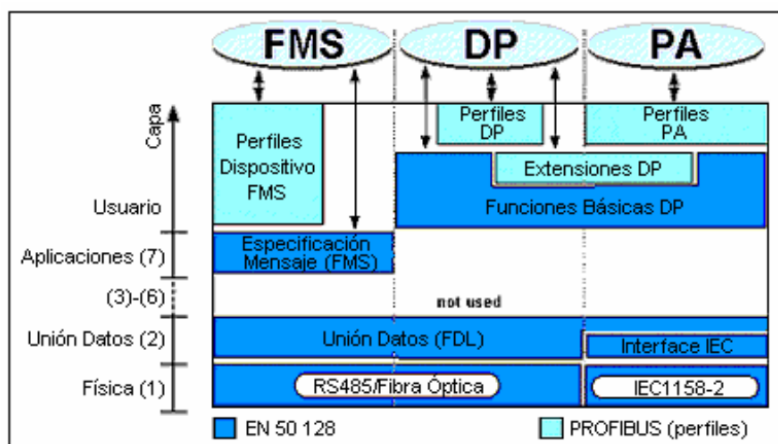 FMS DP PA
Capa
Perfiles
Dispositivo
FMS
Perfiles
DP
Perfiles
PA
Extensiones DP
Usuario
Funciones Básicas DP
Aplicaciones (7)
Especificación
Mensaje (FMS)
(3)-(6)
not used
Unión Datos (2)
Unión Datos (FDL)
Interface IEC
Física (1)
RS485/Fibra Óptica
IEC1158-2
EN 50 128
PROFIBUS (perfiles)